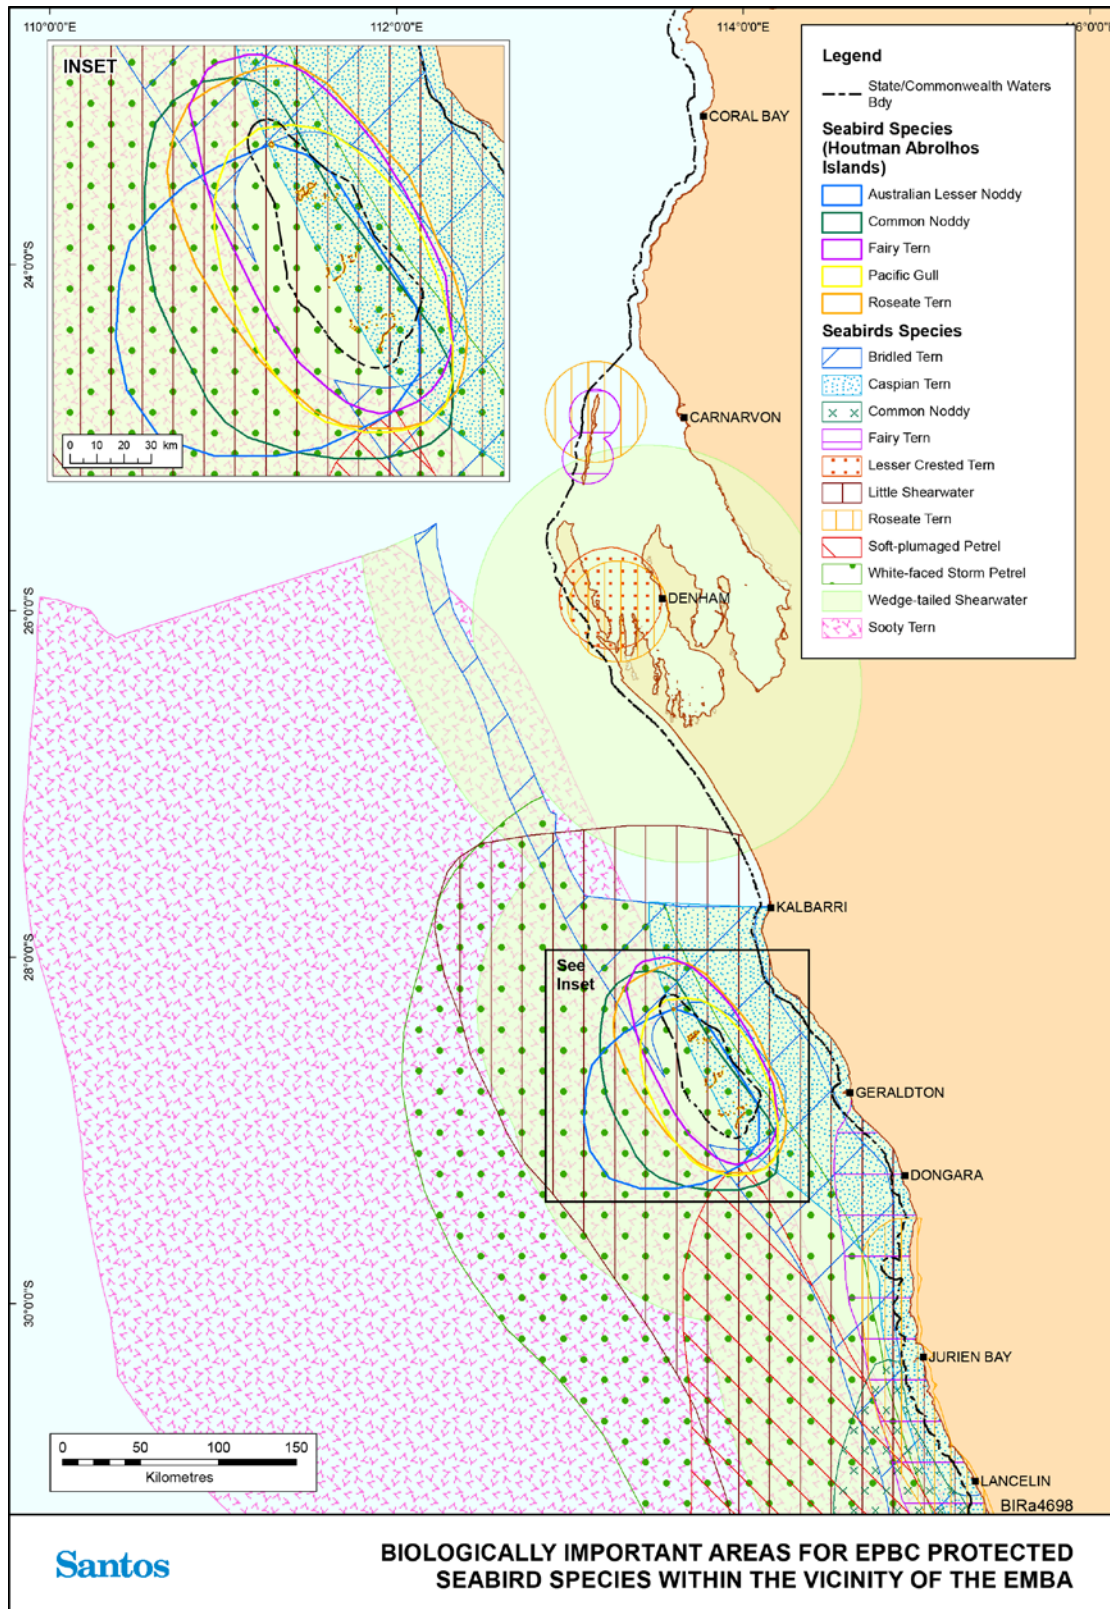 110°0'0"E
112°0'0"E
114°0'0"E
116°0'0"E
INSET
0 10 20 30 km
24°0'0"S
26°0'0"S
28°0'0"S
30°0'0"S
CORAL BAY
CARNARVON
DENHAM
KALBARRI
See
Inset
GERALDTON
DONGARA
JURIEN BAY
LANCELIN
BIRa4698
Legend
State/Commonwealth Waters
Bdy
Seabird Species
(Houtman Abrolhos
Islands)
Australian Lesser Noddy
Common Noddy
Fairy Tern
Pacific Gull
Roseate Tern
Seabirds Species
Bridled Tern
Caspian Tern
Common Noddy
Fairy Tern
Lesser Crested Tern
Little Shearwater
Roseate Tern
Soft-plumaged Petrel
White-faced Storm Petrel
Wedge-tailed Shearwater
Sooty Tern
0 50 100 150
Kilometres
Santos
BIOLOGICALLY IMPORTANT AREAS FOR EPBC PROTECTED
SEABIRD SPECIES WITHIN THE VICINITY OF THE EMBA